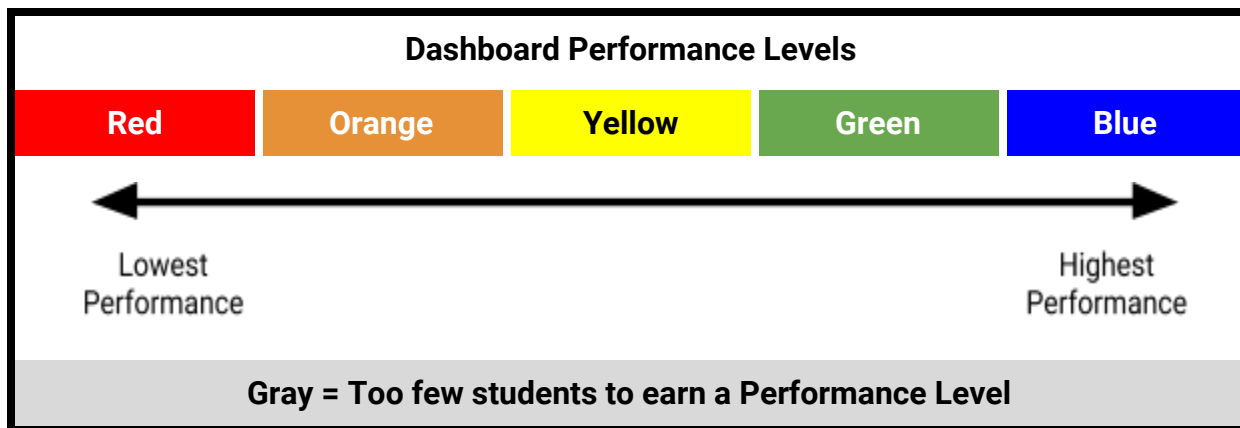 Dashboard Performance Levels
Red Orange Yellow Green Blue
Lowest Performance
Highest Performance
Gray = Too few students to earn a Performance Level